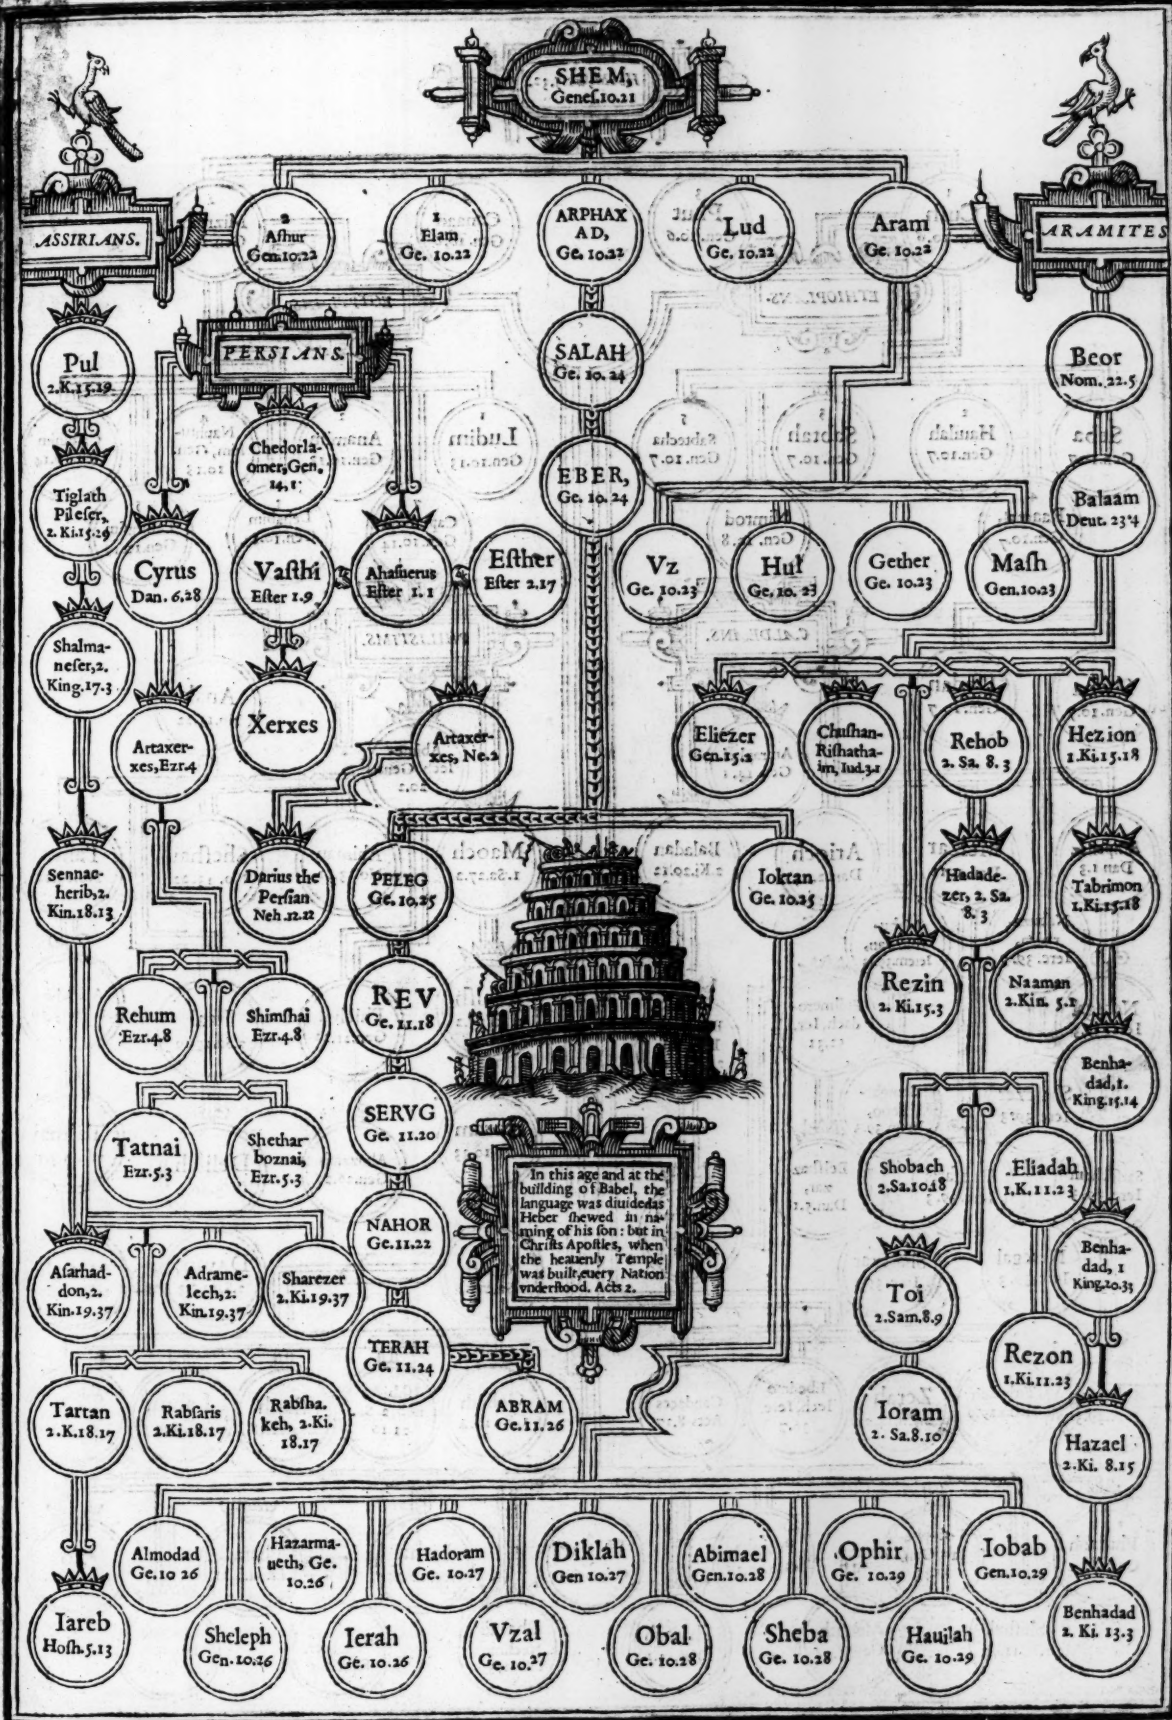 SHEM,
Geneſ.10.21
ASSIRIANS.
2
Aſhur
Gen.10.22
1
Elam
Ge. 10.22
ARPHAX
AD,
Ge. 10.22
Lud
Ge. 10.22
Aram
Ge. 10.22
ARAMITES
Pul
2.K.15.19
PERSIANS.
SALAH
Ge. 10.24
Beor
Nom. 22.5
Chedorla-
omer, Gen.
14,1
EBER,
Ge. 10.24
Tiglath
Pileſer,
2. Ki.15.29
Balaam
Deut. 23.4
Cyrus
Dan. 6.28
Vaſthi
Eſter 1.9
Ahaſuerus
Eſter 1.1
Eſther
Eſter 2.17
Vz
Ge. 10.23
Hul
Ge. 10. 23
Gether
Ge. 10.23
Maſh
Gen.10.23
Shalma-
neſer,2.
King.17.3
Artaxer-
xes,Ezr.4
Xerxes
Artaxer-
xes, Ne.2
Eliezer
Gen.15.2
Chuſhan-
Riſhatha-
im, Iud.3.1
Rehob
2. Sa. 8. 3
Hezion
1.Ki.15.18
Sennac-
herib,2.
Kin.18.13
Darius the
Perſian
Neh.12.22
PELEG
Ge. 10.25
Ioktan
Ge. 10.25
Hadade-
zer, 2. Sa.
8. 3
Tabrimon
1.Ki.15.18
Rehum
Ezr.4.8
Shimſhai
Ezr.4.8
REV
Ge. 11.18
Rezin
2. Ki.15.3
Naaman
2.Kin. 5.1
Benha-
dad,1.
King.15.14
Tatnai
Ezr.5.3
Shethar-
boznai,
Ezr.5.3
SERVG
Ge. 11.20
In this age and at the
building of Babel, the
language was diuided as
Heber ſhewed in na-
ming of his ſon: but in
Chriſts Apoſtles, when
the heauenly Temple
was built, euery Nation
vnderſtood. Acts 2.
Shobach
2.Sa.10.18
Eliadah
1.K.11.23
Aſarhad-
don,2.
Kin.19.37
Adrame-
lech,2.
Kin.19.37
Sharezer
2.Ki.19.37
NAHOR
Ge.11.22
Toi
2.Sam.8.9
Benha-
dad, 1
King.20.33
TERAH
Ge. 11.24
Rezon
1.Ki.11.23
Tartan
2.K.18.17
Rabſaris
2.Ki.18.17
Rabſha-
keh, 2.Ki.
18.17
ABRAM
Ge.11.26
Ioram
2. Sa.8.10
Hazael
2.Ki. 8.15
Almodad
Ge.10 26
Hazarma-
ueth, Ge.
10.26
Hadoram
Ge. 10.27
Diklah
Gen 10.27
Abimael
Gen.10.28
Ophir
Ge. 10.29
Iobab
Gen.10.29
Iareb
Hoſh.5.13
Sheleph
Gen.10.26
Ierah
Ge. 10.26
Vzal
Ge. 10.27
Obal
Ge. 10.28
Sheba
Ge. 10.28
Hauilah
Ge. 10.29
Benhadad
2. Ki. 13.3